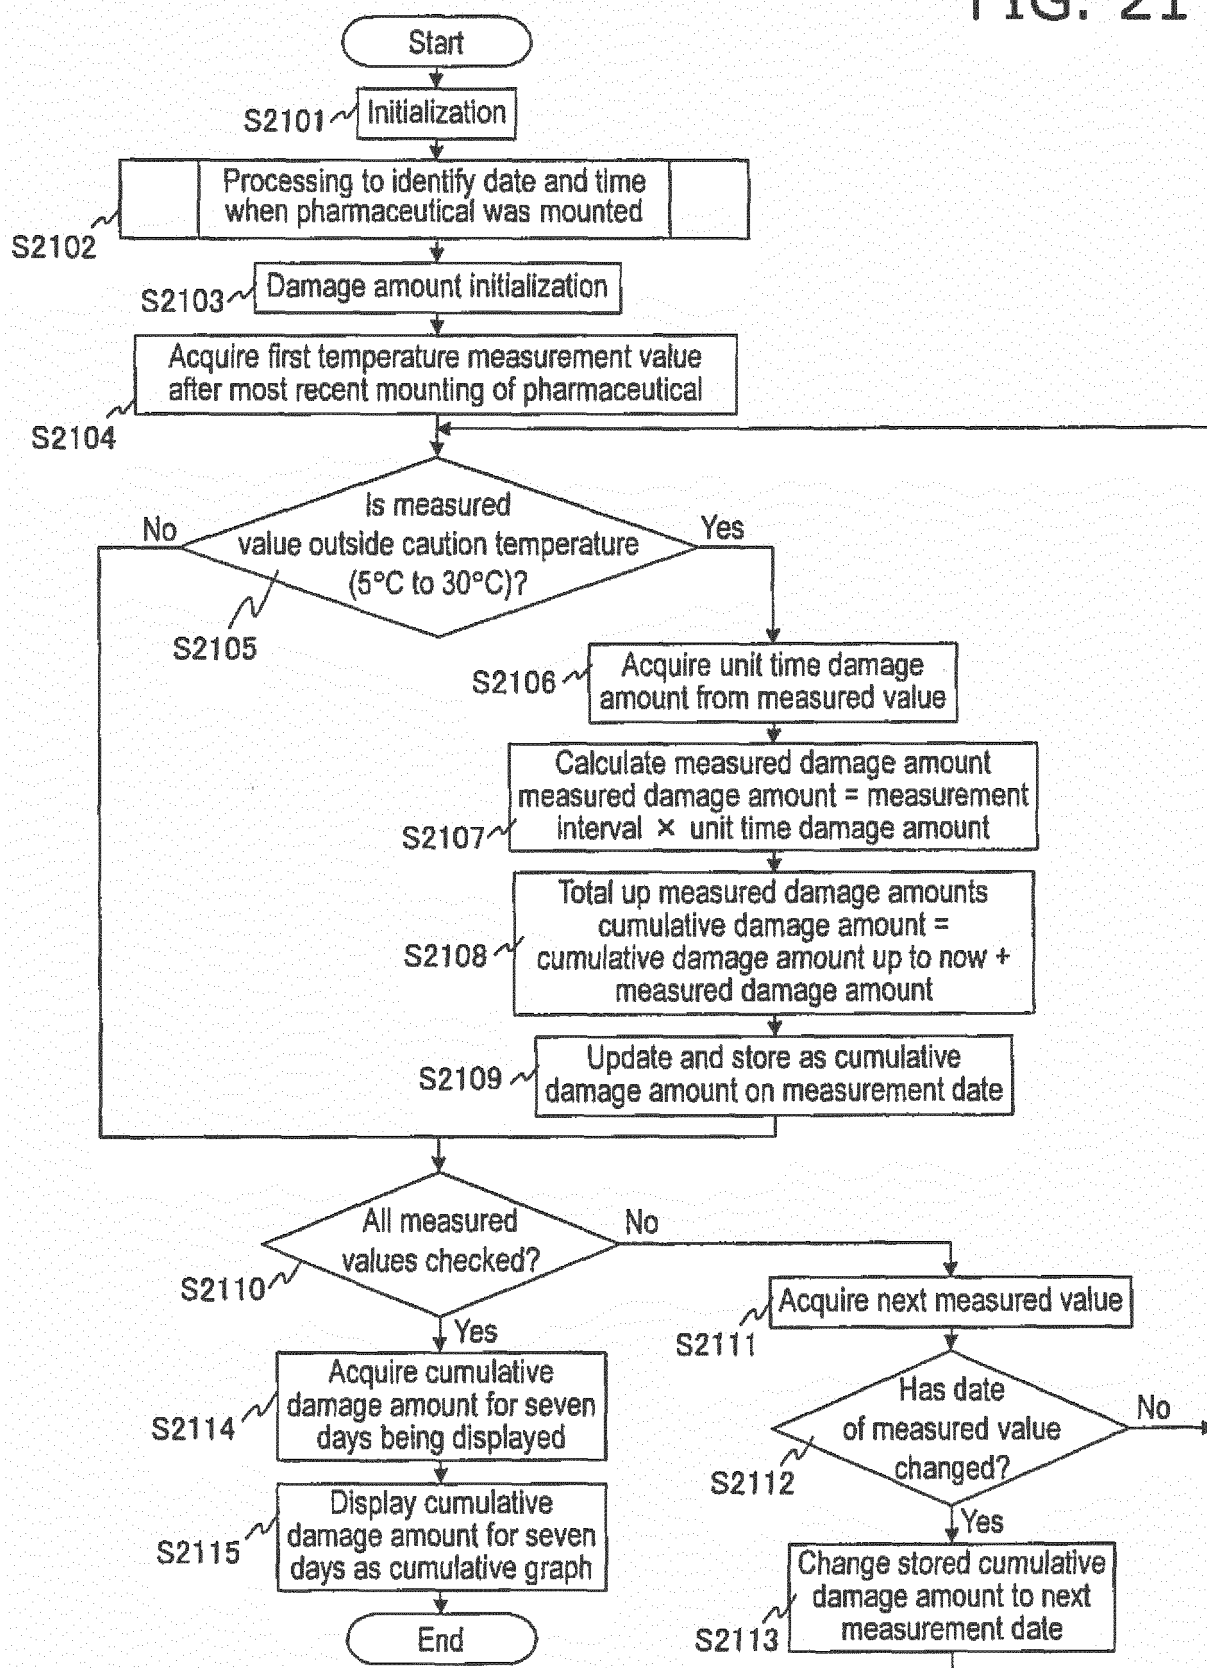 FIG. 21
Start
S2101
Initialization
Processing to identify date and time
when pharmaceutical was mounted
S2102
Damage amount initialization
S2103
Acquire first temperature measurement value
after most recent mounting of pharmaceutical
S2104
Is measured
value outside caution temperature
(5°C to 30°C)?
No
Yes
S2105
Acquire unit time damage
amount from measured value
S2106
Calculate measured damage amount
measured damage amount = measurement
interval × unit time damage amount
S2107
Total up measured damage amounts
cumulative damage amount =
cumulative damage amount up to now +
measured damage amount
S2108
Update and store as cumulative
damage amount on measurement date
S2109
All measured
values checked?
No
S2110
Yes
Acquire next measured value
S2111
Has date
of measured value
changed?
No
S2112
Yes
Change stored cumulative
damage amount to next
measurement date
S2113
Acquire cumulative
damage amount for seven
days being displayed
S2114
Display cumulative
damage amount for seven
days as cumulative graph
S2115
End